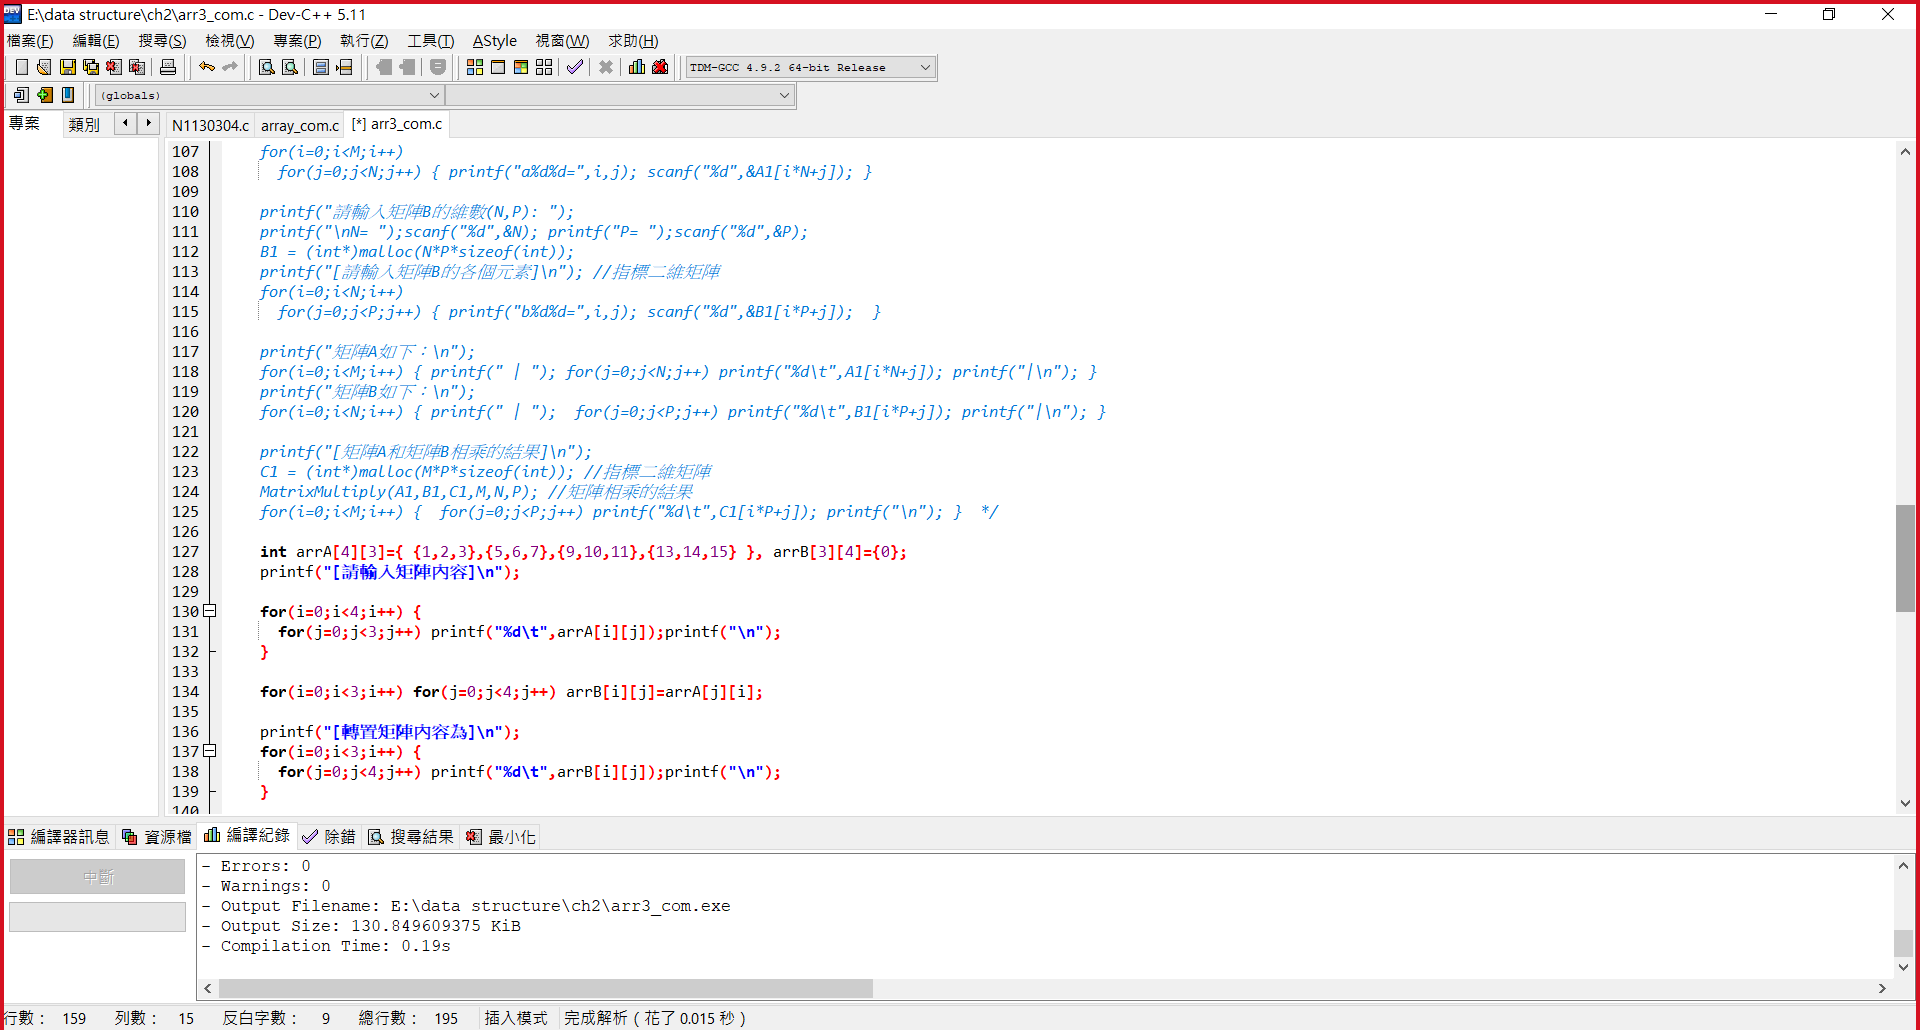 E:\data structure\ch2\arr3_com.c - Dev-C++ 5.11
檔案(F) 編輯(E) 搜尋(S) 檢視(V) 專案(P) 執行(Z) 工具(T) AStyle 視窗(W) 求助(H)
TDM-GCC 4.9.2 64-bit Release
(globals)
專案 類別 N1130304.c array_com.c [*] arr3_com.c
107 for(i=0;i<M;i++)
108 for(j=0;j<N;j++) { printf("a%d%d=",i,j); scanf("%d",&A1[i*N+j]); }
109
110 printf("請輸入矩陣B的維數(N,P): ");
111 printf("\nN= ");scanf("%d",&N); printf("P= ");scanf("%d",&P);
112 B1 = (int*)malloc(N*P*sizeof(int));
113 printf("[請輸入矩陣B的各個元素]\n"); //指標二維矩陣
114 for(i=0;i<N;i++)
115 for(j=0;j<P;j++) { printf("b%d%d=",i,j); scanf("%d",&B1[i*P+j]);  }
116
117 printf("矩陣A如下：\n");
118 for(i=0;i<M;i++) { printf(" | "); for(j=0;j<N;j++) printf("%d\t",A1[i*N+j]); printf("|\n"); }
119 printf("矩陣B如下：\n");
120 for(i=0;i<N;i++) { printf(" | ");  for(j=0;j<P;j++) printf("%d\t",B1[i*P+j]); printf("|\n"); }
121
122 printf("[矩陣A和矩陣B相乘的結果]\n");
123 C1 = (int*)malloc(M*P*sizeof(int)); //指標二維矩陣
124 MatrixMultiply(A1,B1,C1,M,N,P); //矩陣相乘的結果
125 for(i=0;i<M;i++) {  for(j=0;j<P;j++) printf("%d\t",C1[i*P+j]); printf("\n"); }  */
126
127 int arrA[4][3]={ {1,2,3},{5,6,7},{9,10,11},{13,14,15} }, arrB[3][4]={0};
128 printf("[請輸入矩陣內容]\n");
129
130 for(i=0;i<4;i++) {
131 for(j=0;j<3;j++) printf("%d\t",arrA[i][j]);printf("\n");
132 }
133
134 for(i=0;i<3;i++) for(j=0;j<4;j++) arrB[i][j]=arrA[j][i];
135
136 printf("[轉置矩陣內容為]\n");
137 for(i=0;i<3;i++) {
138 for(j=0;j<4;j++) printf("%d\t",arrB[i][j]);printf("\n");
139 }
140
編譯器訊息 資源檔 編譯紀錄 除錯 搜尋結果 最小化
中斷
- Errors: 0
- Warnings: 0
- Output Filename: E:\data structure\ch2\arr3_com.exe
- Output Size: 130.849609375 KiB
- Compilation Time: 0.19s
行數： 159 列數： 15 反白字數： 9 總行數： 195 插入模式 完成解析 ( 花了 0.015 秒 )